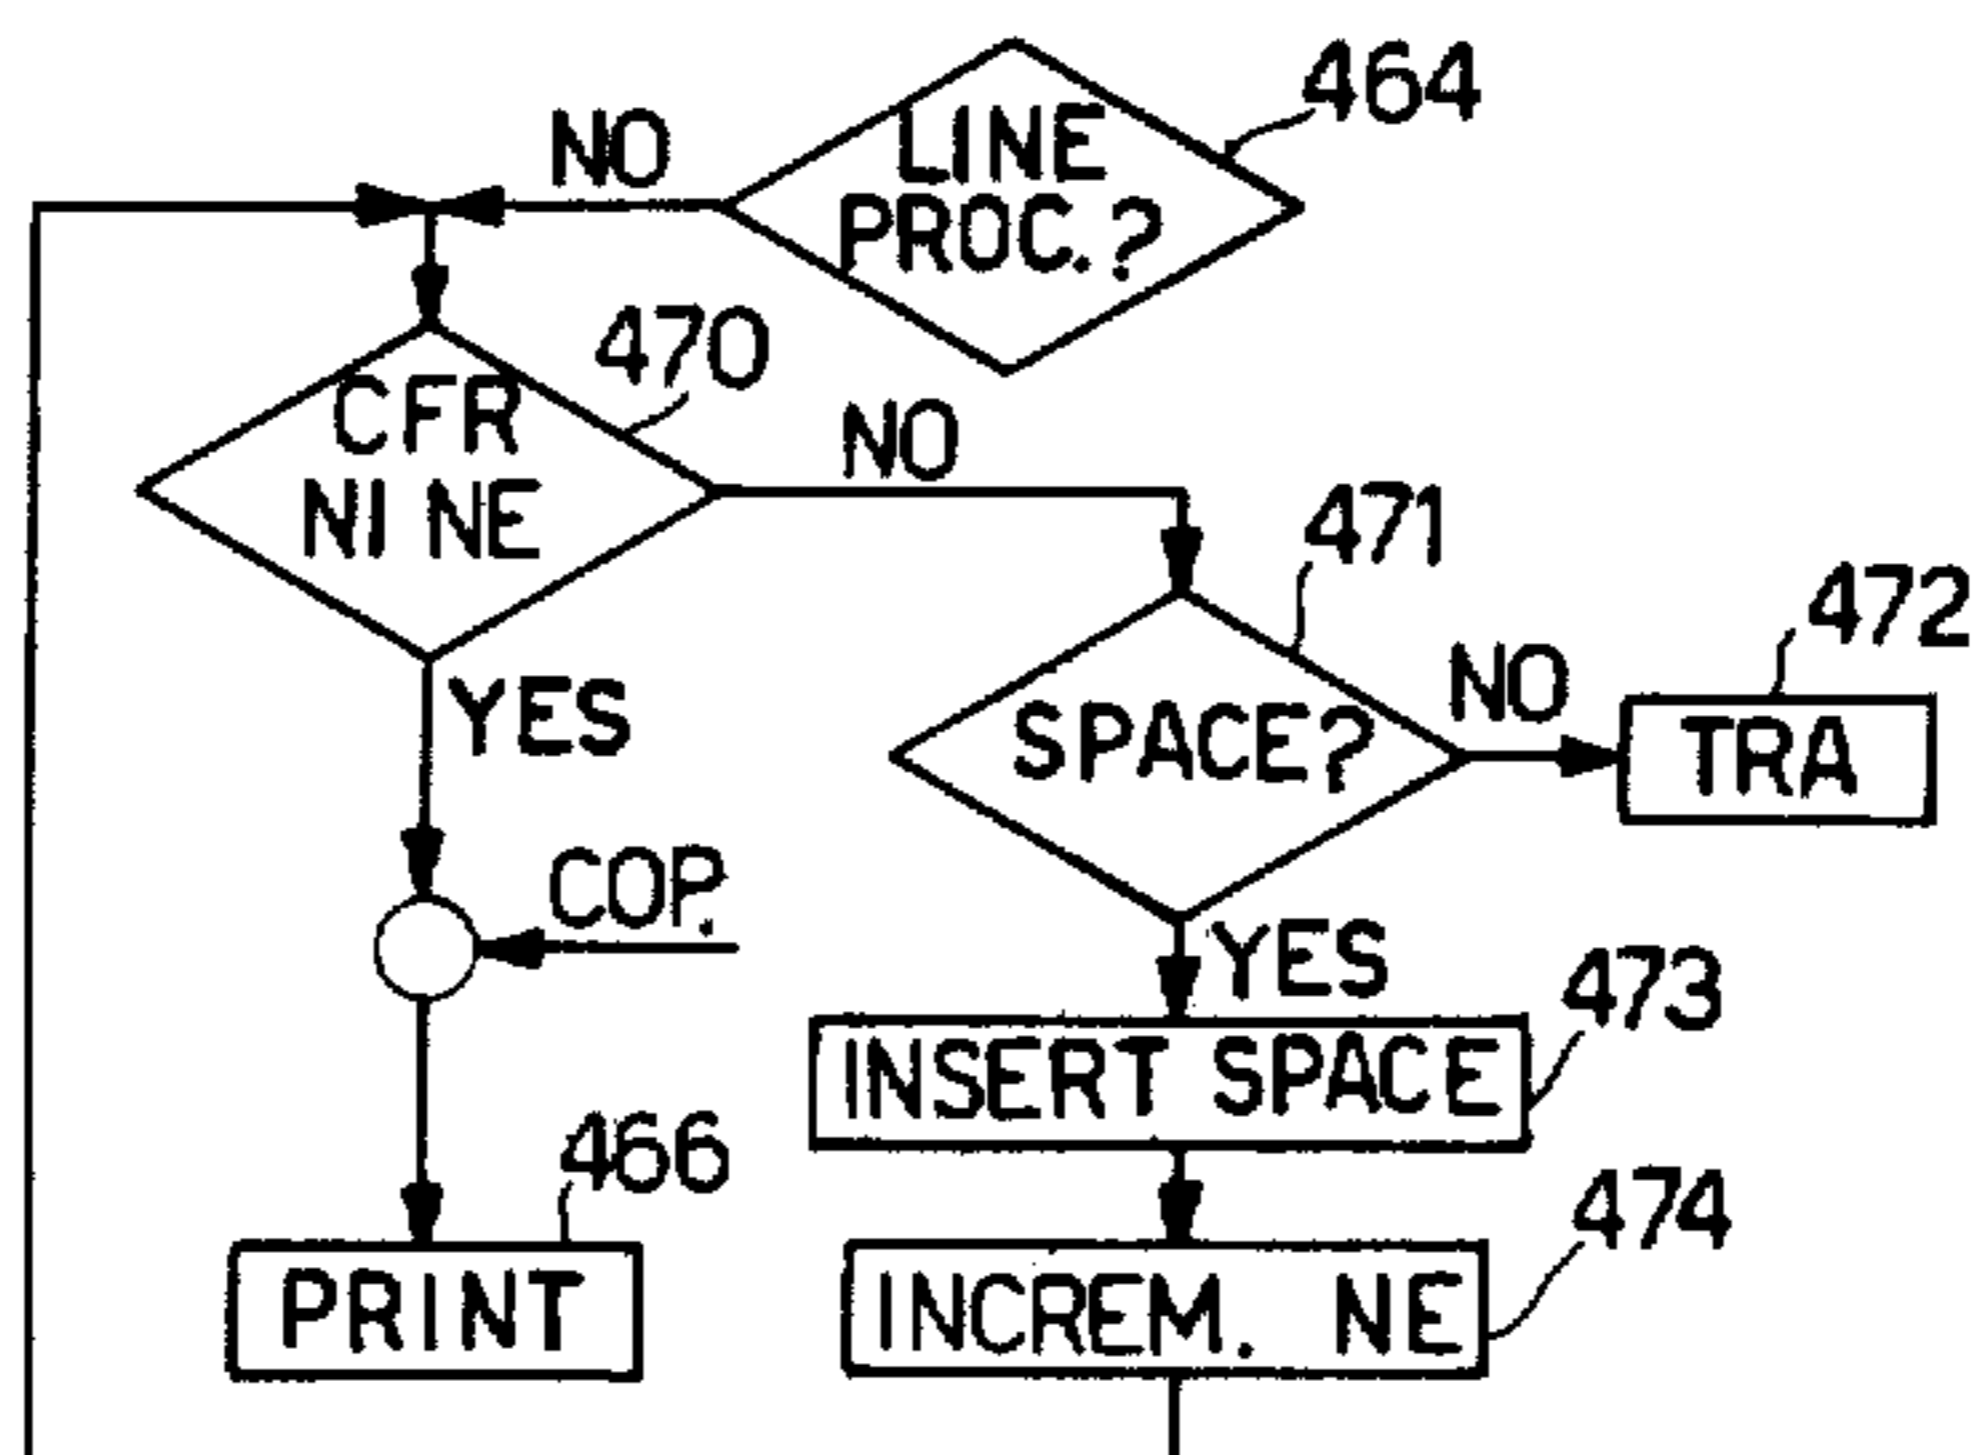 464
LINE
PROC.?
NO
470
CFR
NI NE
NO
471
SPACE?
NO
472
TRA
YES
COP.
YES
INSERT SPACE
473
466
PRINT
INCREM. NE
474